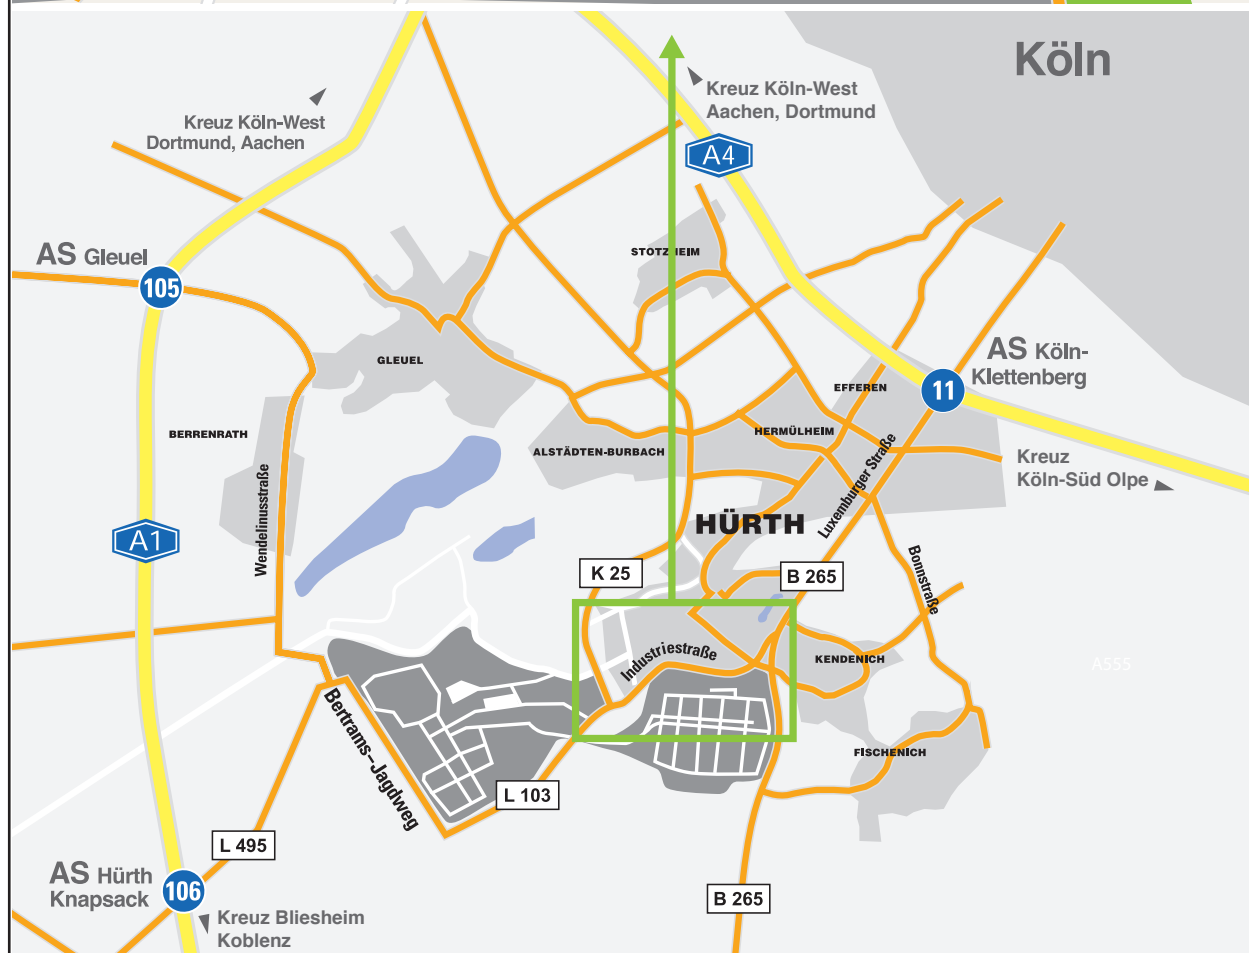 Köln
Kreuz Köln-West
Aachen, Dortmund
Kreuz Köln-West
Dortmund, Aachen
A4
STOTZHEIM
AS Gleuel
105
GLEUEL
AS Köln-
Klettenberg
11
EFFEREN
BERRENRATH
HERMÜLHEIM
ALSTÄDTEN-BURBACH
Kreuz
Köln-Süd Olpe
Luxemburger Straße
Wendelinusstraße
HÜRTH
A1
K 25
B 265
Bonnstraße
Industriestraße
KENDENICH
A555
Bertrams-Jagdweg
FISCHENICH
L 103
L 495
AS Hürth
Knapsack
106
B 265
Kreuz Bliesheim
Koblenz